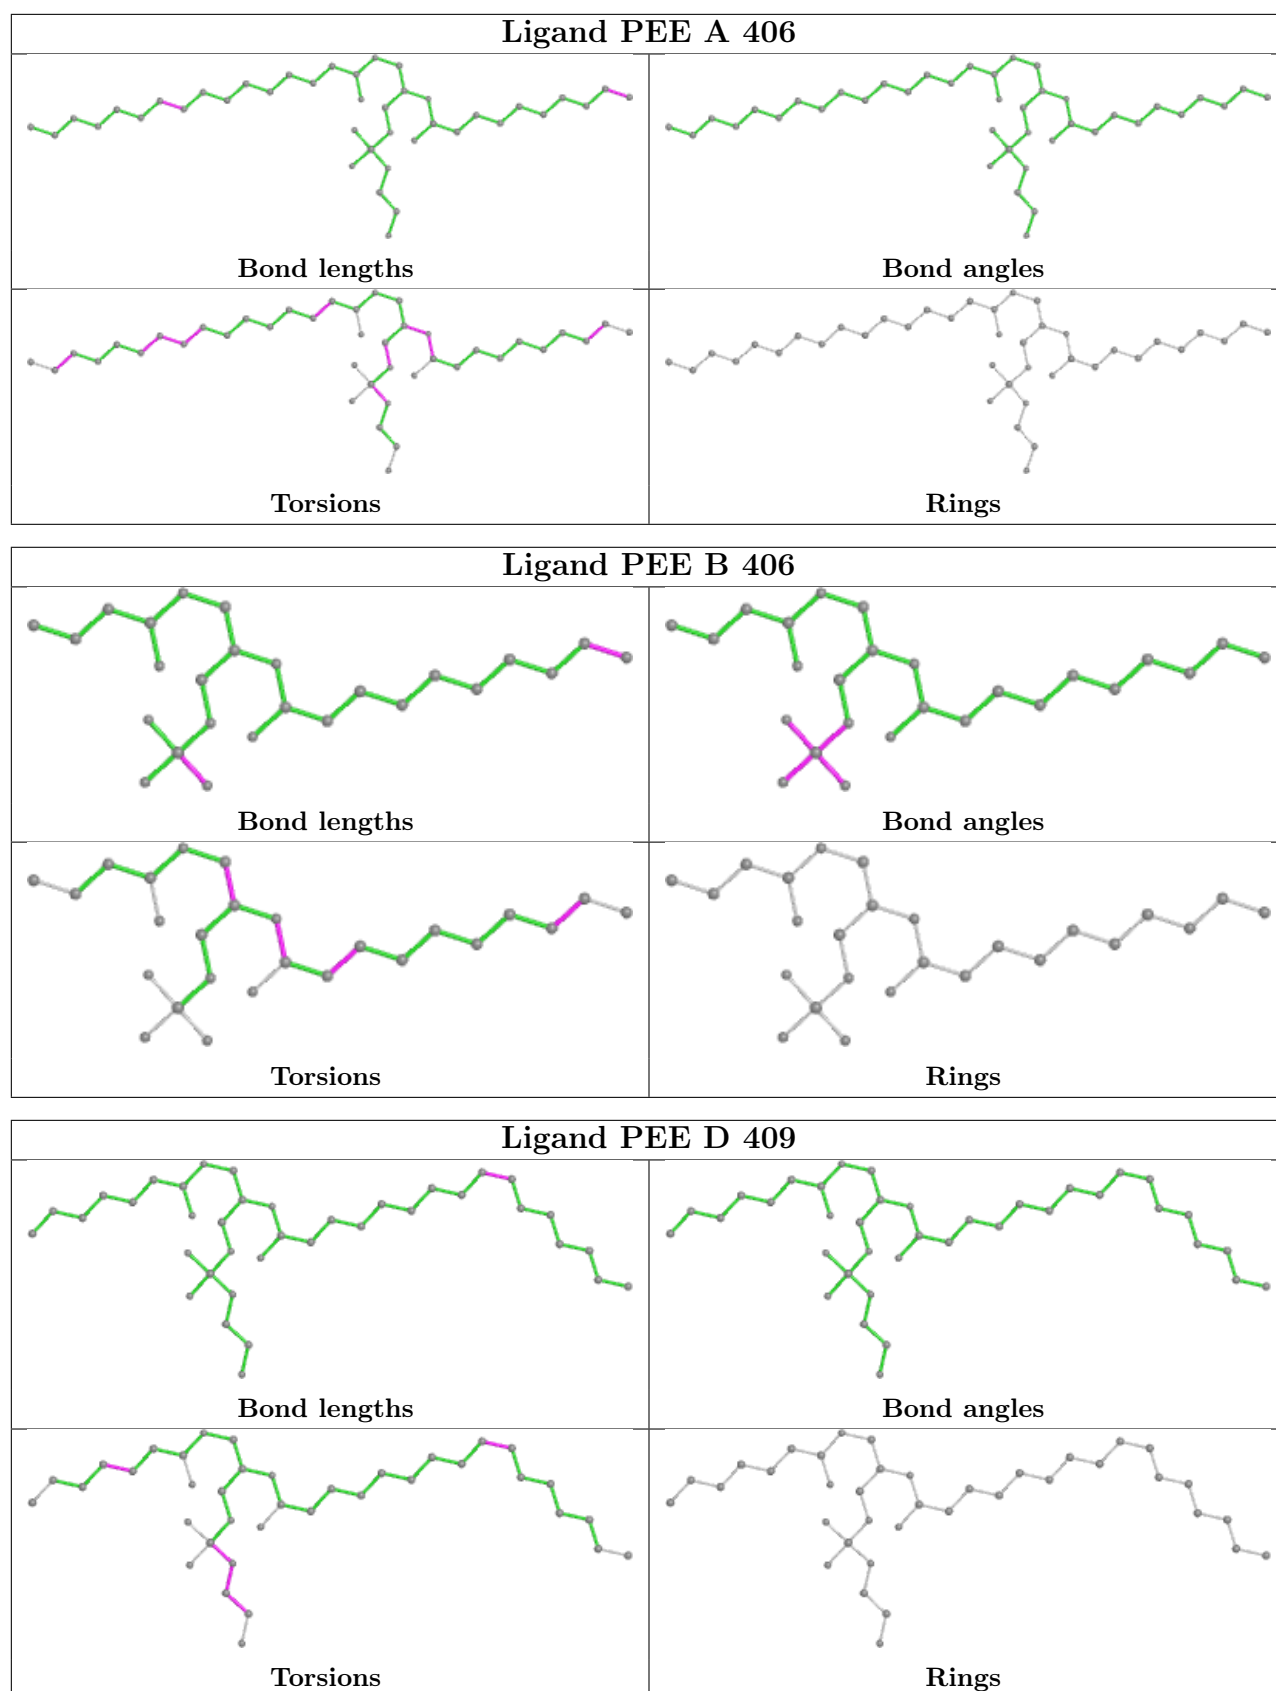 Ligand PEE A 406
Bond lengths
Bond angles
Torsions
Rings
Ligand PEE B 406
Bond lengths
Bond angles
Torsions
Rings
Ligand PEE D 409
Bond lengths
Bond angles
Torsions
Rings